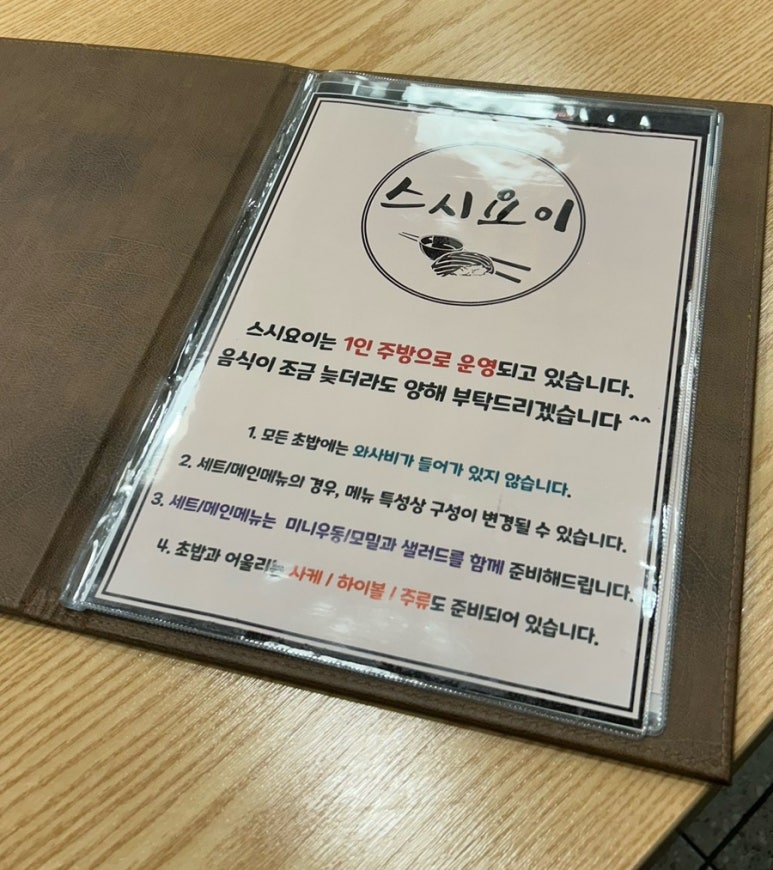 스시요이
스시요이는 1인 주방으로 운영되고 있습니다.
음식이 조금 늦더라도 양해 부탁드리겠습니다 ^^
1. 모든 초밥에는 와사비가 들어가 있지 않습니다.
2. 세트/메인메뉴의 경우, 메뉴 특성상 구성이 변경될 수 있습니다.
3. 세트/메인메뉴는 미니우동/모밀과 샐러드를 함께 준비해드립니다.
4. 초밥과 어울리는 사케 / 하이볼 / 주류도 준비되어 있습니다.